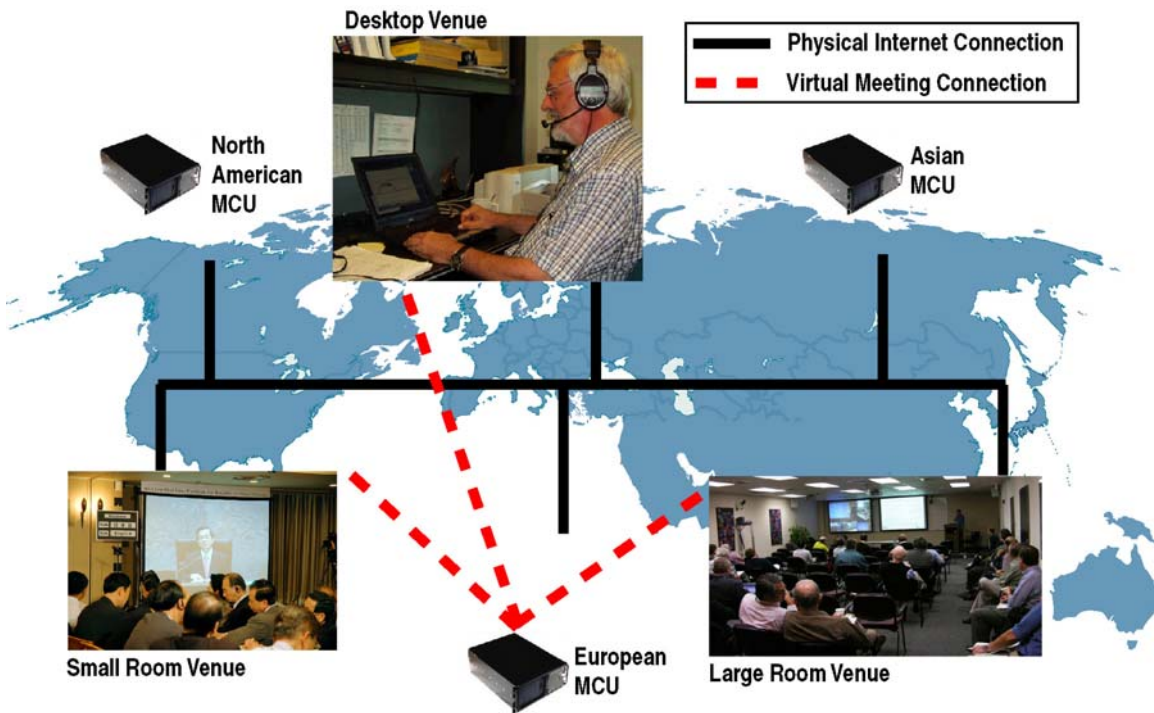 Desktop Venue
Physical Internet Connection
Virtual Meeting Connection
North
American
MCU
Asian
MCU
Small Room Venue
European
MCU
Large Room Venue